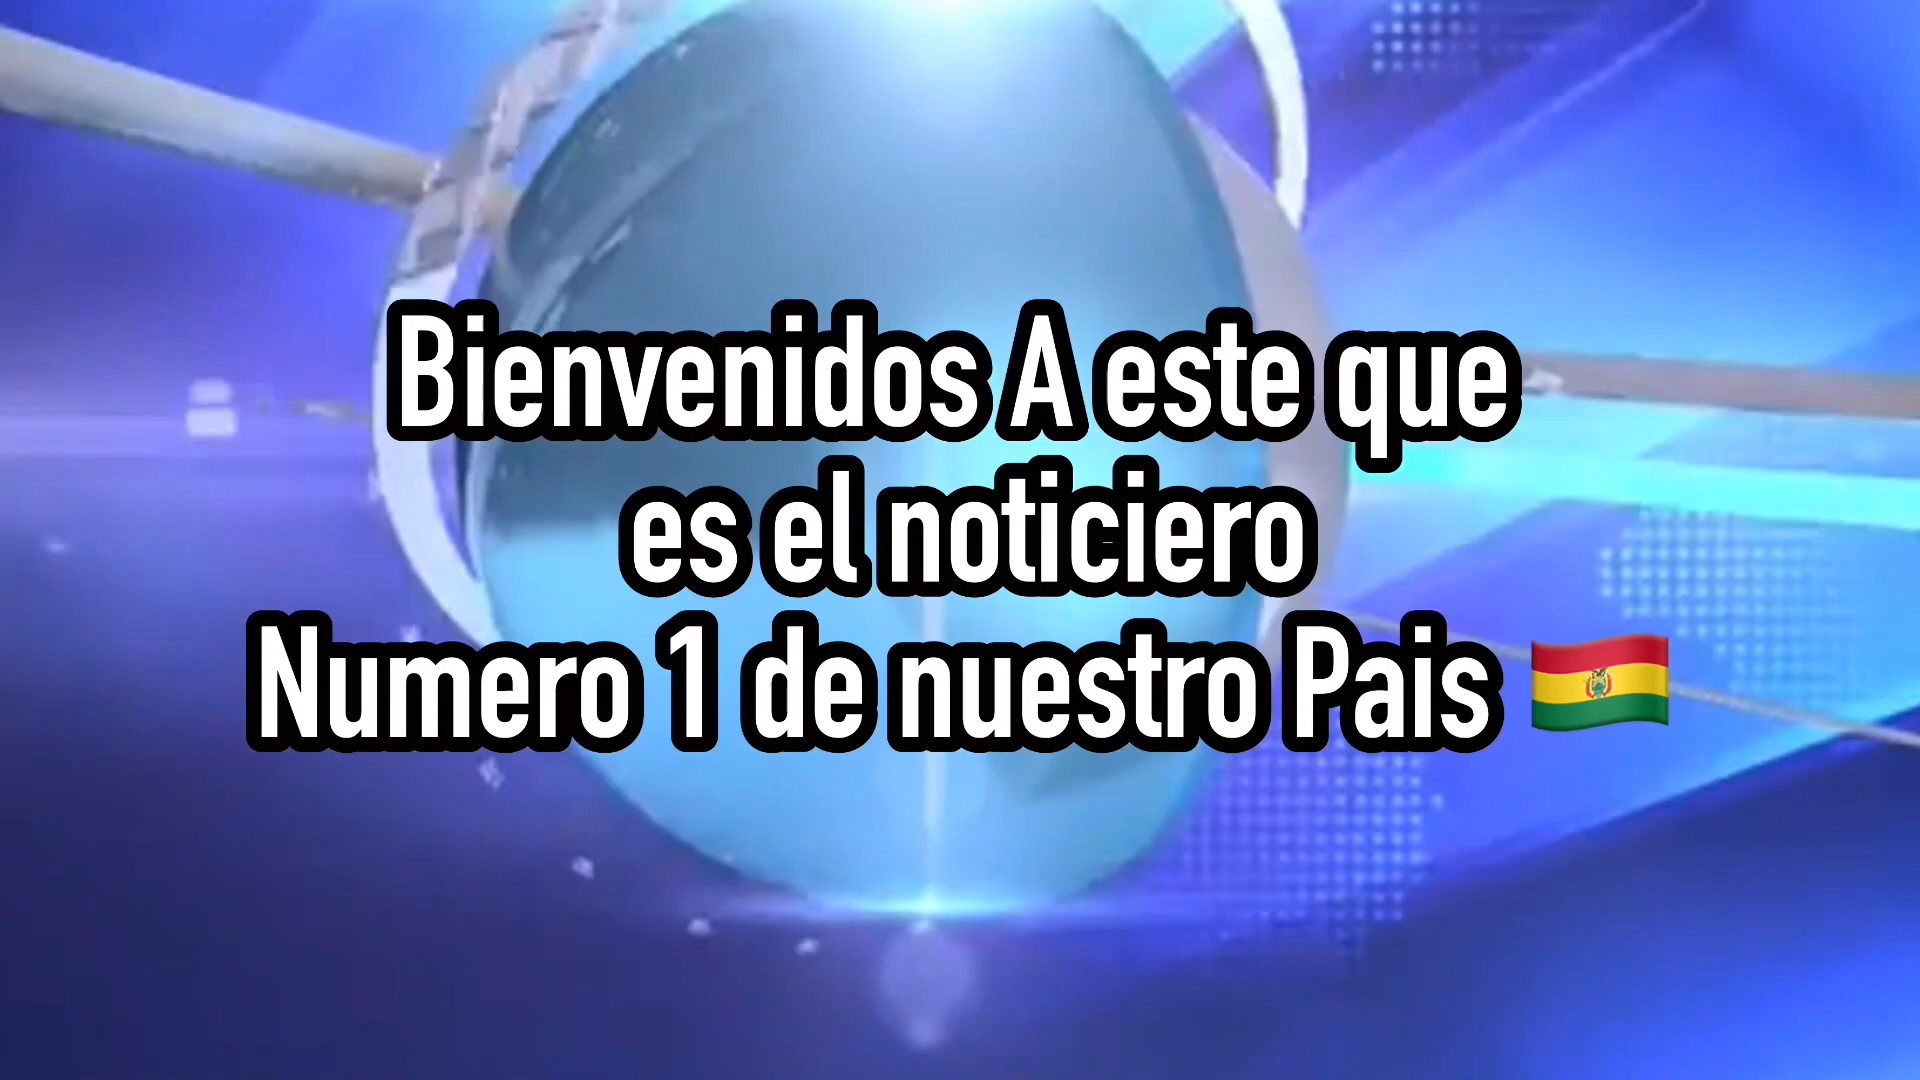 Bienvenidos A este que
es el noticiero
Numero 1 de nuestro Pais 🇧🇴